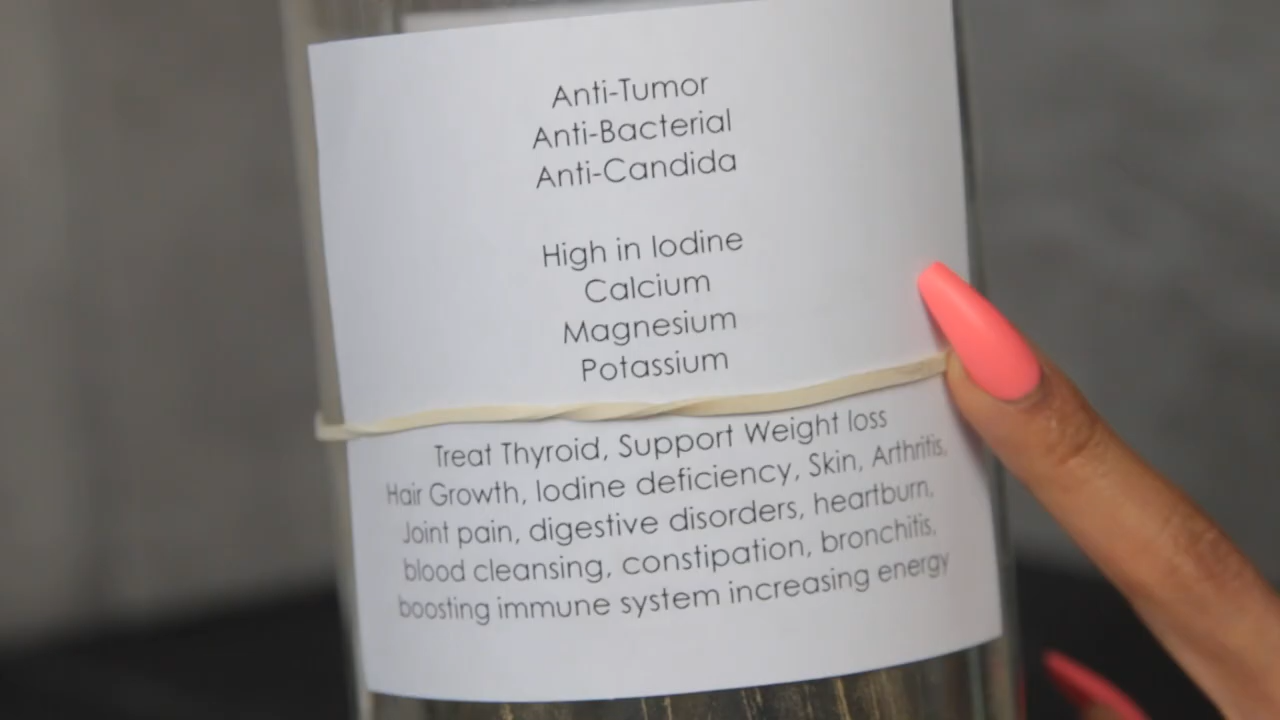 Anti-Tumor
Anti-Bacterial
Anti-Candida
High in Iodine
Calcium
Magnesium
Potassium
Treat Thyroid, Support Weight loss
Hair Growth, Iodine deficiency, Skin, Arthritis,
Joint pain, digestive disorders, heartburn,
blood cleansing, constipation, bronchitis,
boosting immune system increasing energy